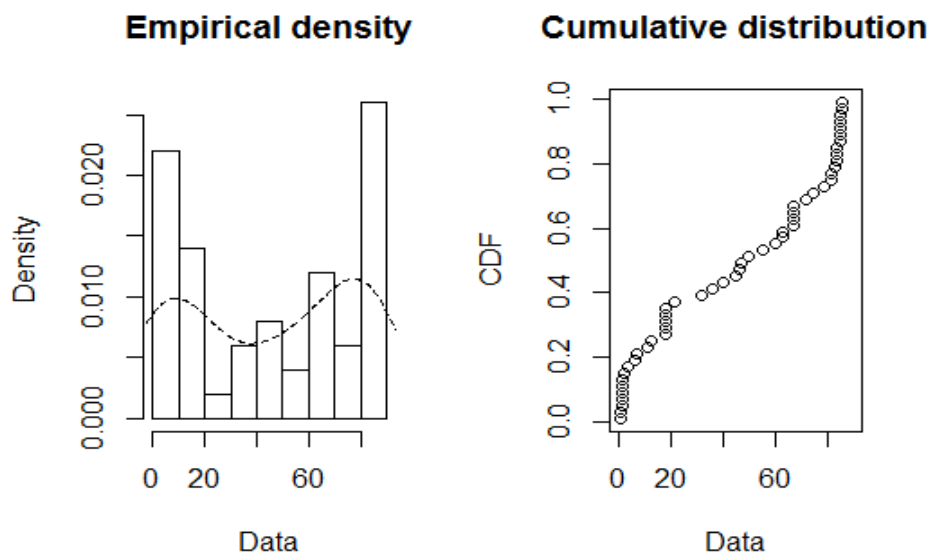 Empirical density
Density
0.000
0.010
0.020
0 20 60
Data
Cumulative distribution
CDF
0.0
0.2
0.4
0.6
0.8
1.0
0 20 60
Data